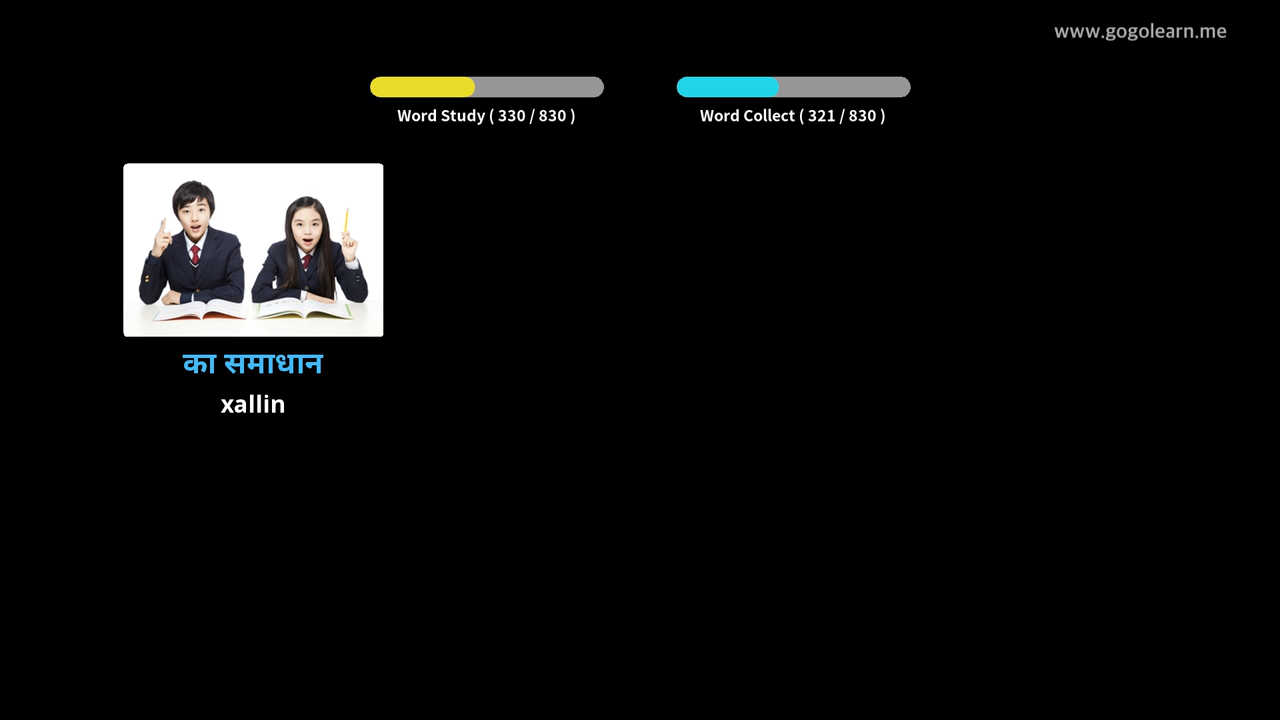 www.gogolearn.me
Word Study ( 330 / 830 )
Word Collect ( 321 / 830 )
का समाधान
xallin